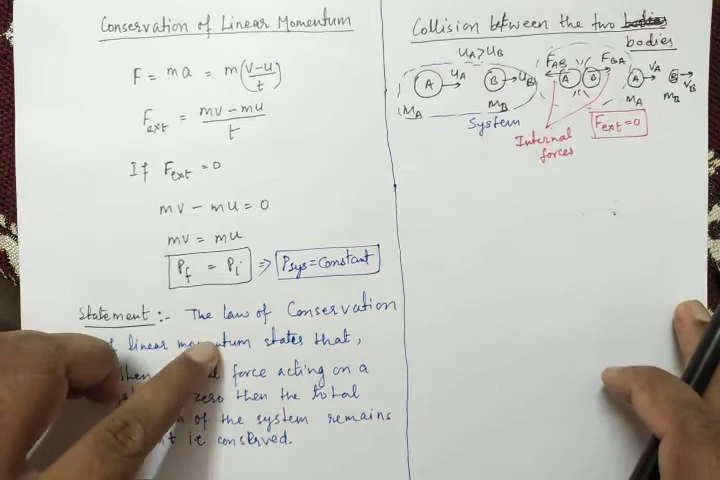 Conservation of Linear Momentum
F = ma = m(v-u/t)
Fext = mv - mu / t
If Fext = 0
mv - mu = 0
mv = mu
Pf = Pi ⇒ Psys = Constant
Statement :- The law of Conservation
linear momentum states that,
force acting on a
zero then the total
of the system remains
i.e conserved.
Collision between the two bodies
bodies
uA > uB
A uA B uB FAB A B FBA A vA B vB
mA mB mA mB
System
Internal
forces
Fext = 0